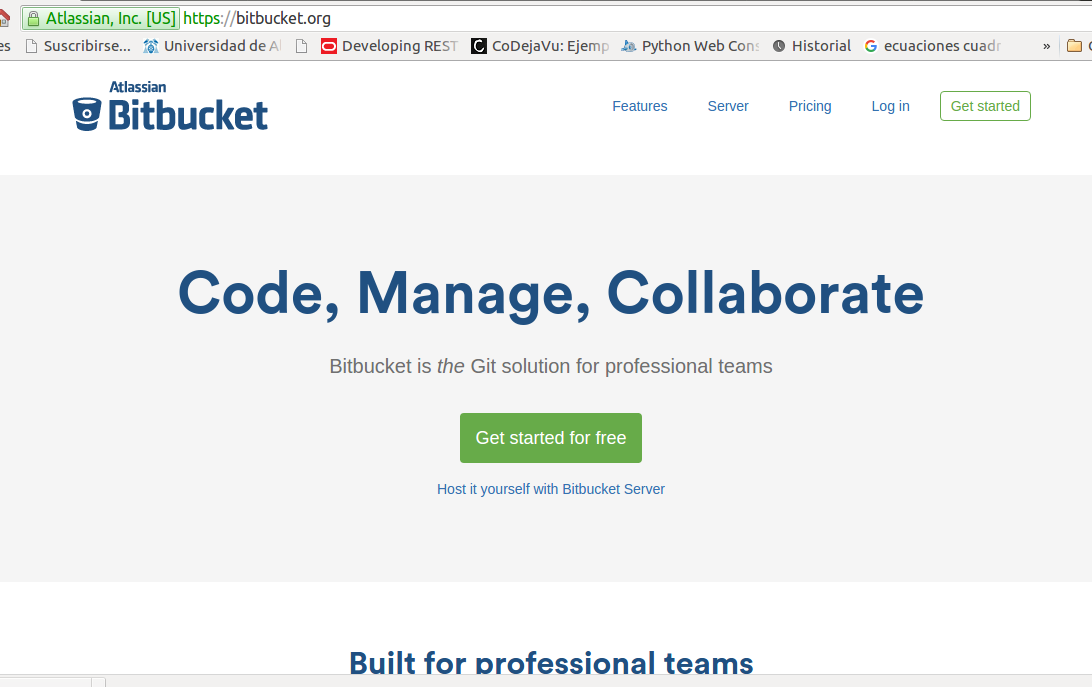 Atlassian, Inc. [US] https://bitbucket.org
es Suscribirse... Universidad de Al Developing REST CoDejaVu: Ejemp Python Web Cons Historial ecuaciones cuadr »
Atlassian
Bitbucket
Features Server Pricing Log in Get started
Code, Manage, Collaborate
Bitbucket is the Git solution for professional teams
Get started for free
Host it yourself with Bitbucket Server
Built for professional teams